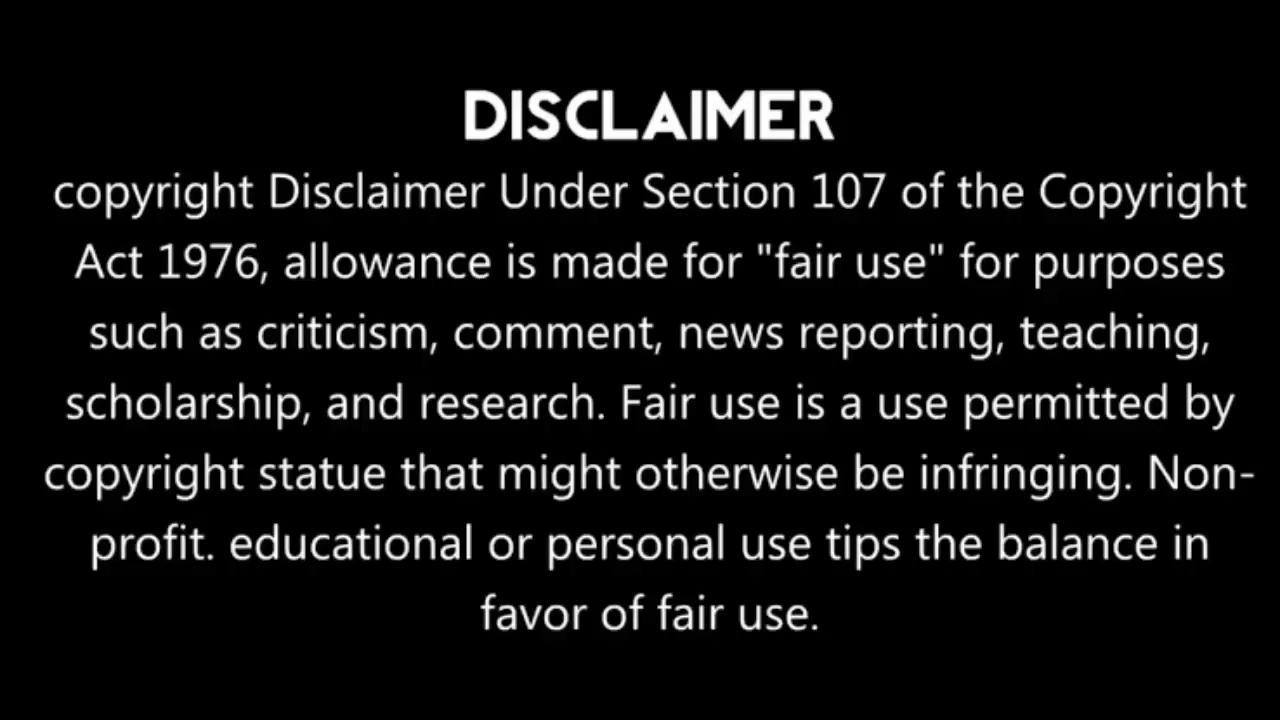 DISCLAIMER
copyright Disclaimer Under Section 107 of the Copyright
Act 1976, allowance is made for "fair use" for purposes
such as criticism, comment, news reporting, teaching,
scholarship, and research. Fair use is a use permitted by
copyright statue that might otherwise be infringing. Non-
profit. educational or personal use tips the balance in
favor of fair use.